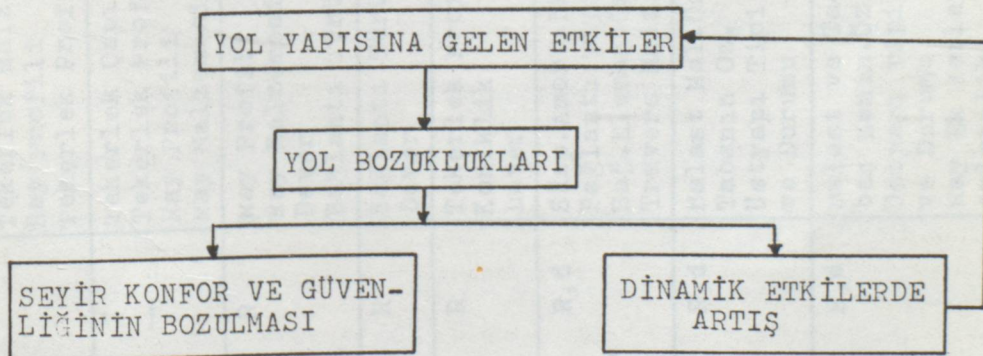 YOL YAPISINA GELEN ETKİLER
YOL BOZUKLUKLARI
SEYİR KONFOR VE GÜVEN-
LİĞİNİN BOZULMASI
DİNAMİK ETKİLERDE
ARTIŞ